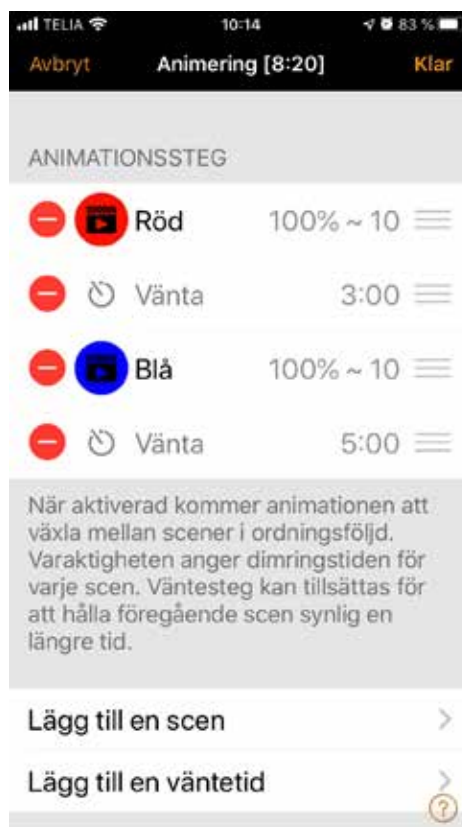 TELIA 10:14 83 %
Avbryt Animering [8:20] Klar
ANIMATIONSSTEG
Röd 100% ~ 10
Vänta 3:00
Blå 100% ~ 10
Vänta 5:00
När aktiverad kommer animationen att
växla mellan scener i ordningsföljd.
Varaktigheten anger dimringstiden för
varje scen. Väntesteg kan tillsättas för
att hålla föregående scen synlig en
längre tid.
Lägg till en scen
Lägg till en väntetid
?